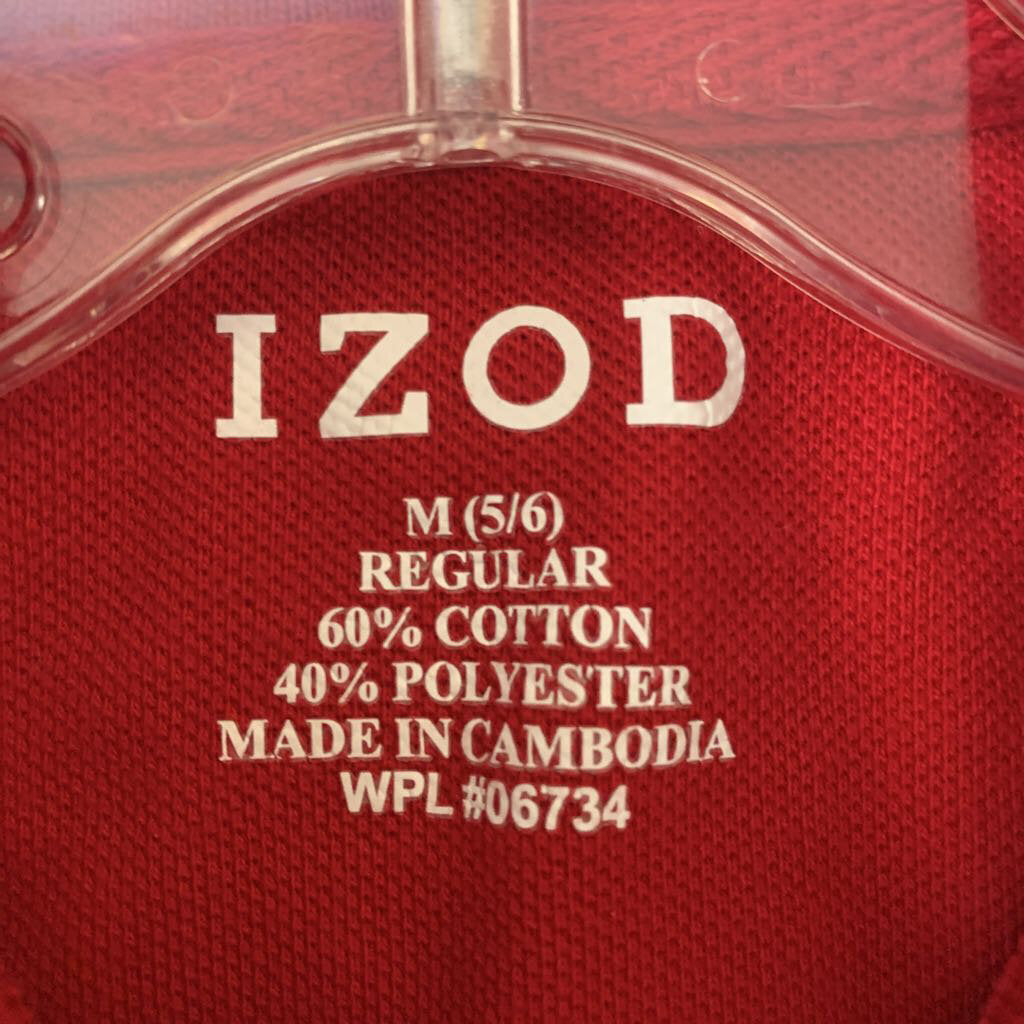 IZOD
M (5/6)
REGULAR
60% COTTON
40% POLYESTER
MADE IN CAMBODIA
WPL #06734